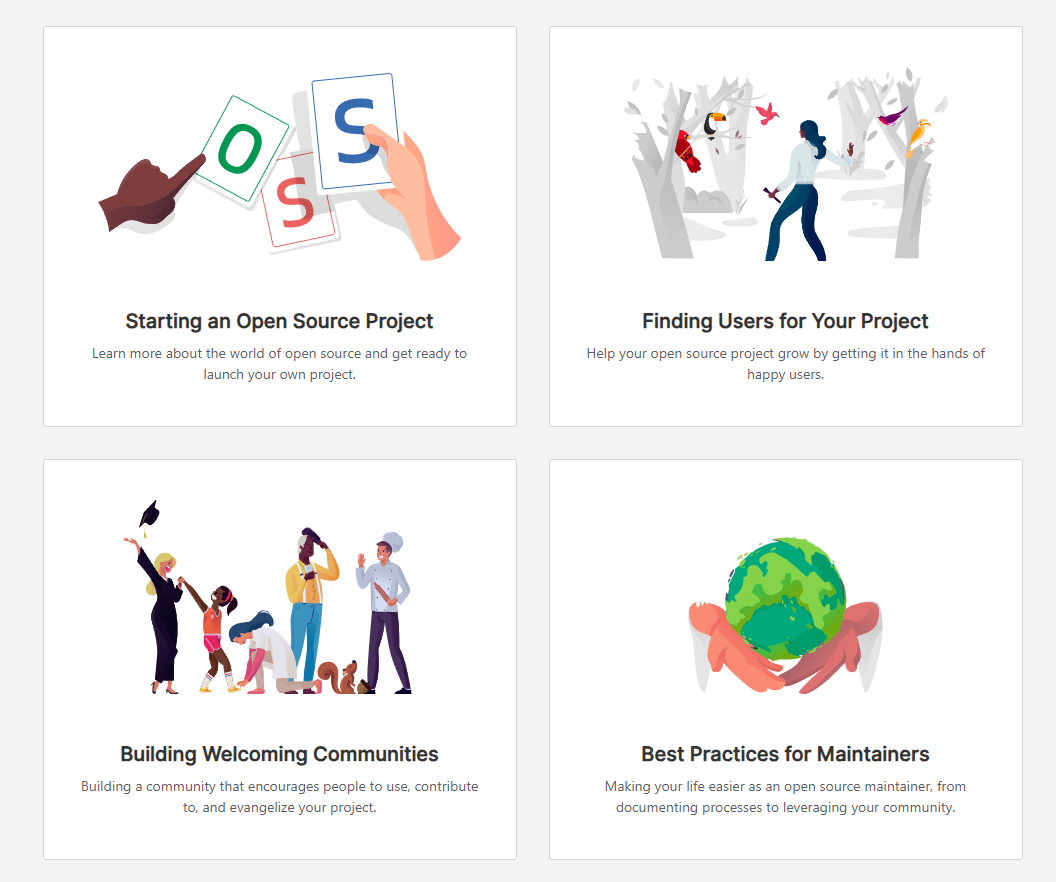 O
S
S
Starting an Open Source Project
Learn more about the world of open source and get ready to
launch your own project.
Finding Users for Your Project
Help your open source project grow by getting it in the hands of
happy users.
Building Welcoming Communities
Building a community that encourages people to use, contribute
to, and evangelize your project.
Best Practices for Maintainers
Making your life easier as an open source maintainer, from
documenting processes to leveraging your community.